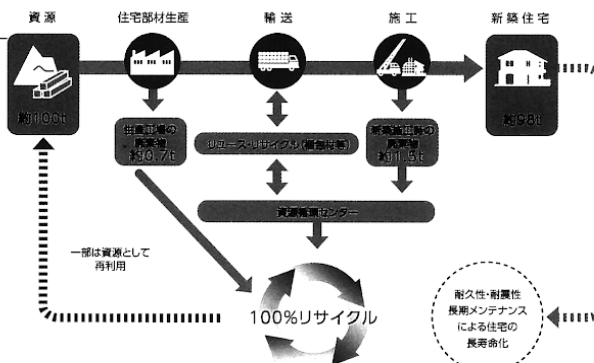 資源
住宅部材生産
輸送
施工
新築住宅
約100t
生産工場の
廃棄物
約0.7t
リユース・リサイクル(梱包材等)
新築施工時の
廃棄物
約1.5t
約98t
資源循環センター
一部は資源として
再利用
100%リサイクル
耐久性・耐震性
長期メンテナンス
による住宅の
長寿命化